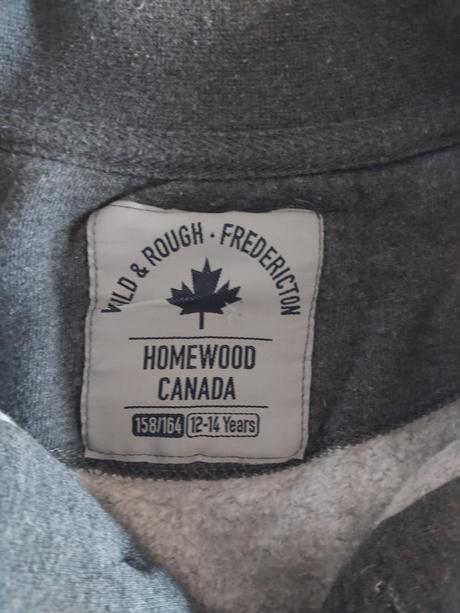 WILD & ROUGH · FREDERICTON
HOMEWOOD
CANADA
158/164 12-14 Years